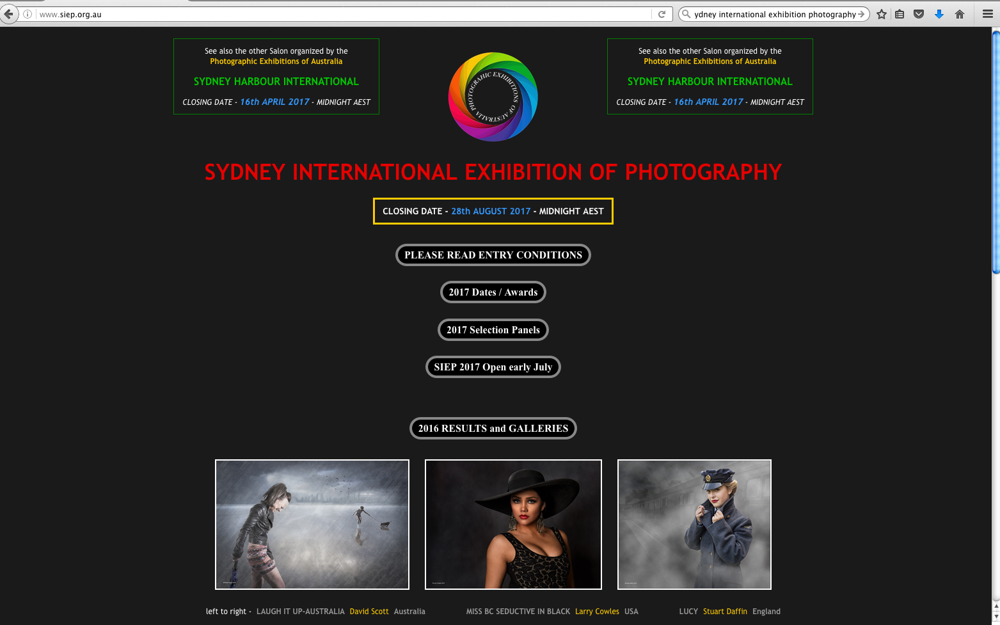 www.siep.org.au
ydney international exhibition photography
See also the other Salon organized by the
Photographic Exhibitions of Australia
SYDNEY HARBOUR INTERNATIONAL
CLOSING DATE - 16th APRIL 2017 - MIDNIGHT AEST
PHOTOGRAHIC EXHIBITIONS OF AUSTRALIA
See also the other Salon organized by the
Photographic Exhibitions of Australia
SYDNEY HARBOUR INTERNATIONAL
CLOSING DATE - 16th APRIL 2017 - MIDNIGHT AEST
SYDNEY INTERNATIONAL EXHIBITION OF PHOTOGRAPHY
CLOSING DATE - 28th AUGUST 2017 - MIDNIGHT AEST
PLEASE READ ENTRY CONDITIONS
2017 Dates / Awards
2017 Selection Panels
SIEP 2017 Open early July
2016 RESULTS and GALLERIES
left to right - LAUGH IT UP-AUSTRALIA David Scott Australia MISS BC SEDUCTIVE IN BLACK Larry Cowles USA LUCY Stuart Daffin England